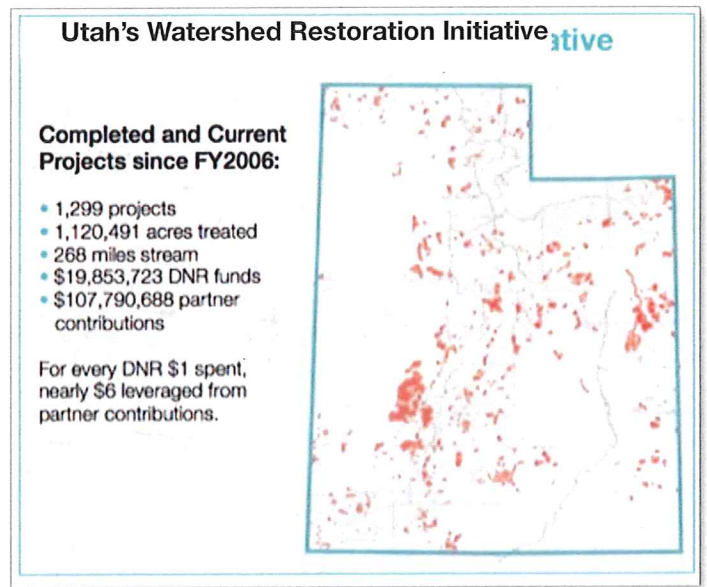 Utah's Watershed Restoration Initiative
ative
Completed and Current
Projects since FY2006:
• 1,299 projects
• 1,120,491 acres treated
• 268 miles stream
• $19,853,723 DNR funds
• $107,790,688 partner
contributions
For every DNR $1 spent,
nearly $6 leveraged from
partner contributions.